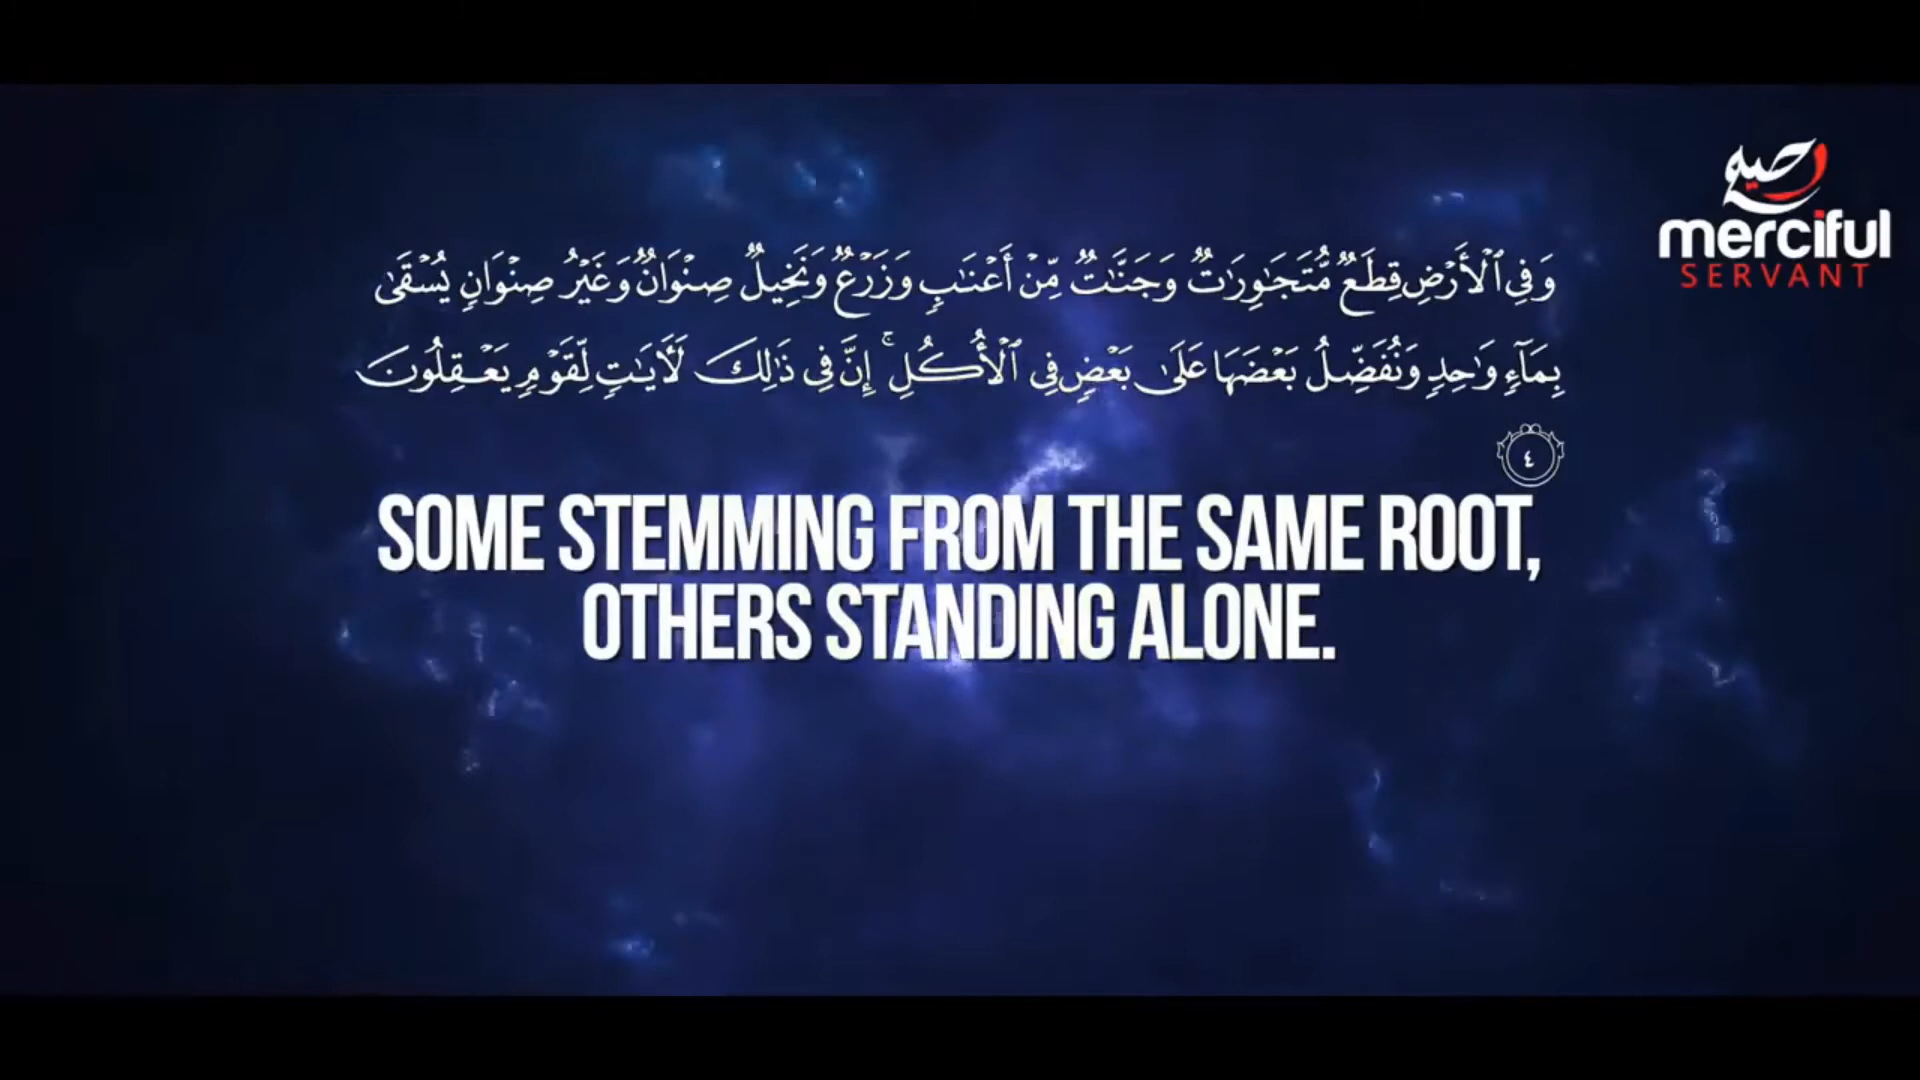 رحيم
merciful
SERVANT
وَفِي ٱلْأَرْضِ قِطَعٌ مُّتَجَـٰوِرَٰتٌ وَجَنَّـٰتٌ مِّنْ أَعْنَـٰبٍ وَزَرْعٌ وَنَخِيلٌ صِنْوَانٌ وَغَيْرُ صِنْوَانٍ يُسْقَىٰ
بِمَآءٍ وَٰحِدٍ وَنُفَضِّلُ بَعْضَهَا عَلَىٰ بَعْضٍ فِي ٱلْأُكُلِ ۚ إِنَّ فِي ذَٰلِكَ لَـَٔايَـٰتٍ لِّقَوْمٍ يَعْقِلُونَ
٤
SOME STEMMING FROM THE SAME ROOT,
OTHERS STANDING ALONE.